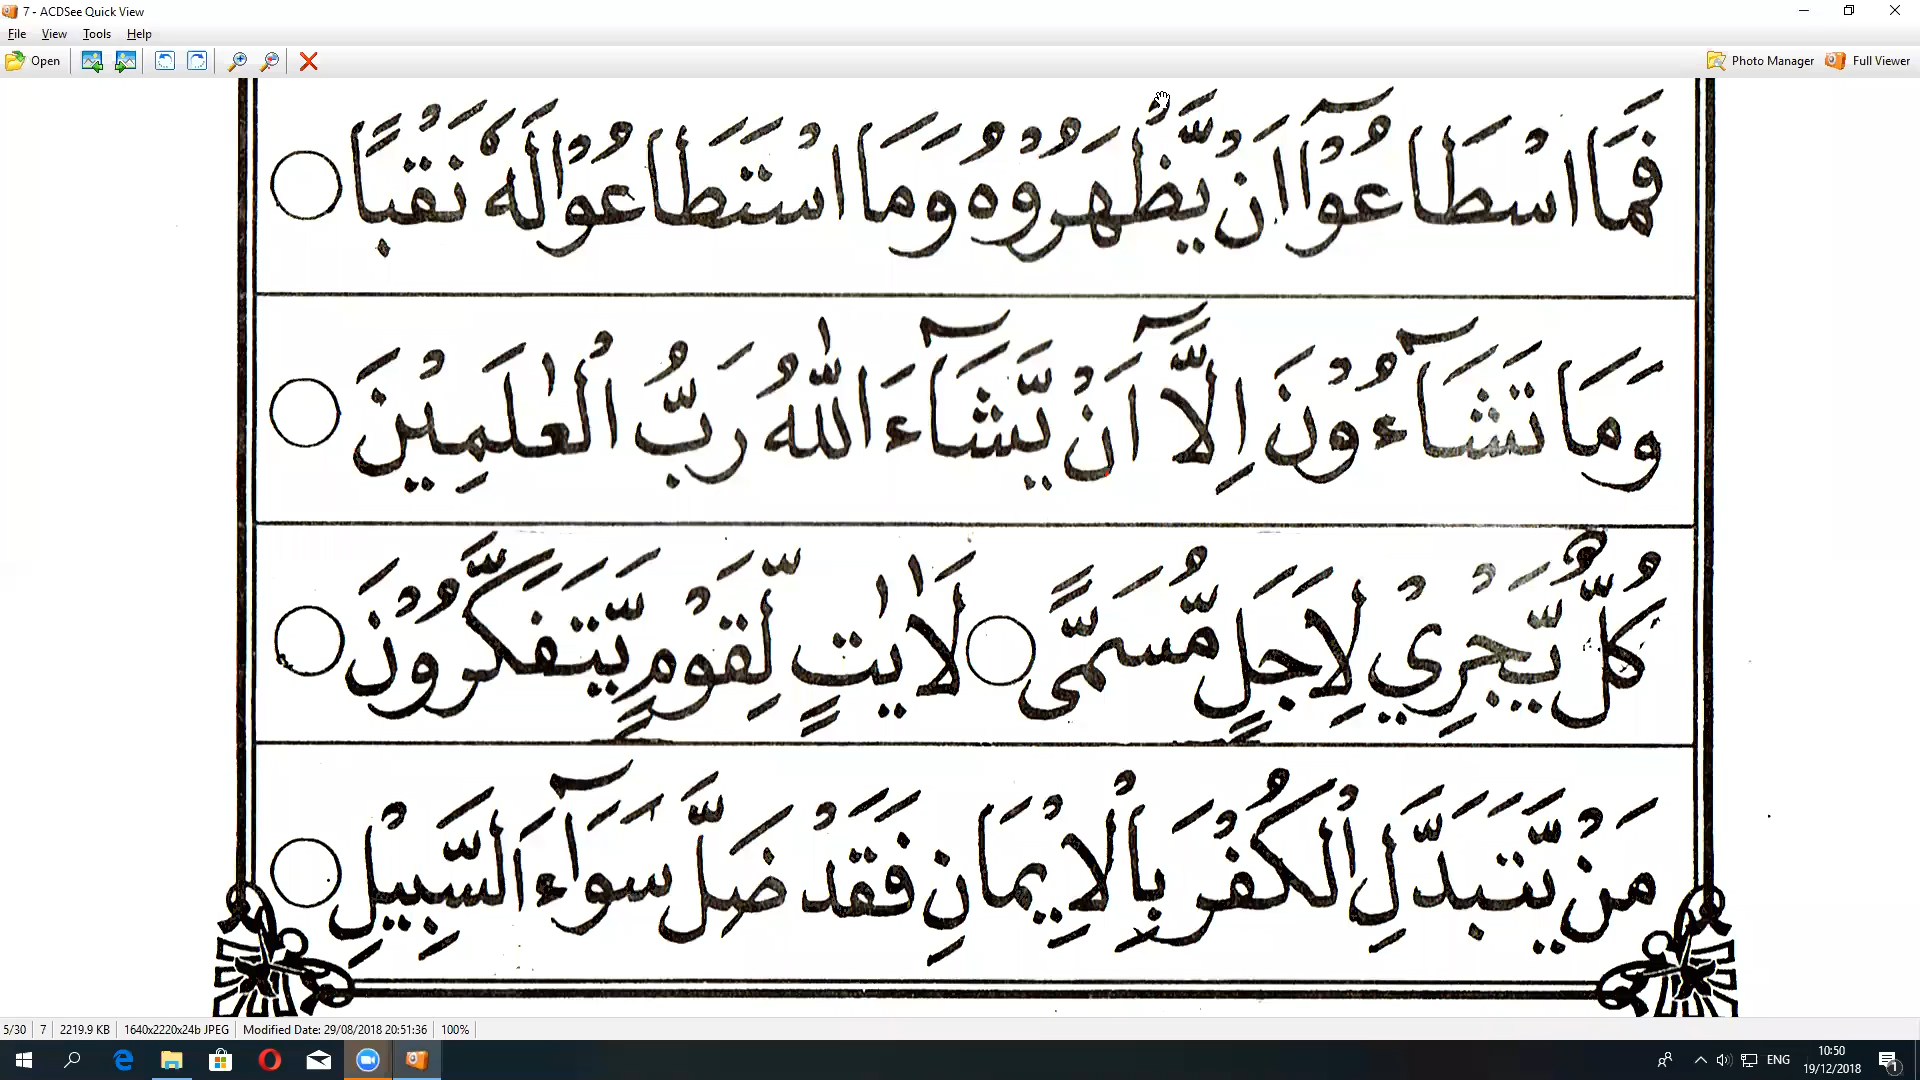 7 - ACDSee Quick View
File View Tools Help
Open Photo Manager Full Viewer
فَمَا اسْطَاعُوْٓا اَنْ يَّظْهَرُوْهُ وَمَا اسْتَطَاعُوْا لَهٗ نَقْبًا
وَمَا تَشَآءُوْنَ اِلَّآ اَنْ يَّشَآءَ اللّٰهُ رَبُّ الْعٰلَمِيْنَ
كُلٌّ يَّجْرِيْ لِاَجَلٍ مُّسَمًّى لَاٰيٰتٍ لِّقَوْمٍ يَّتَفَكَّرُوْنَ
مَنْ يَّتَبَدَّلِ الْكُفْرَ بِالْاِيْمَانِ فَقَدْ ضَلَّ سَوَآءَ السَّبِيْلِ
5/30 7 2219.9 KB 1640x2220x24b JPEG Modified Date: 29/08/2018 20:51:36 100%
ENG 10:50
19/12/2018 1